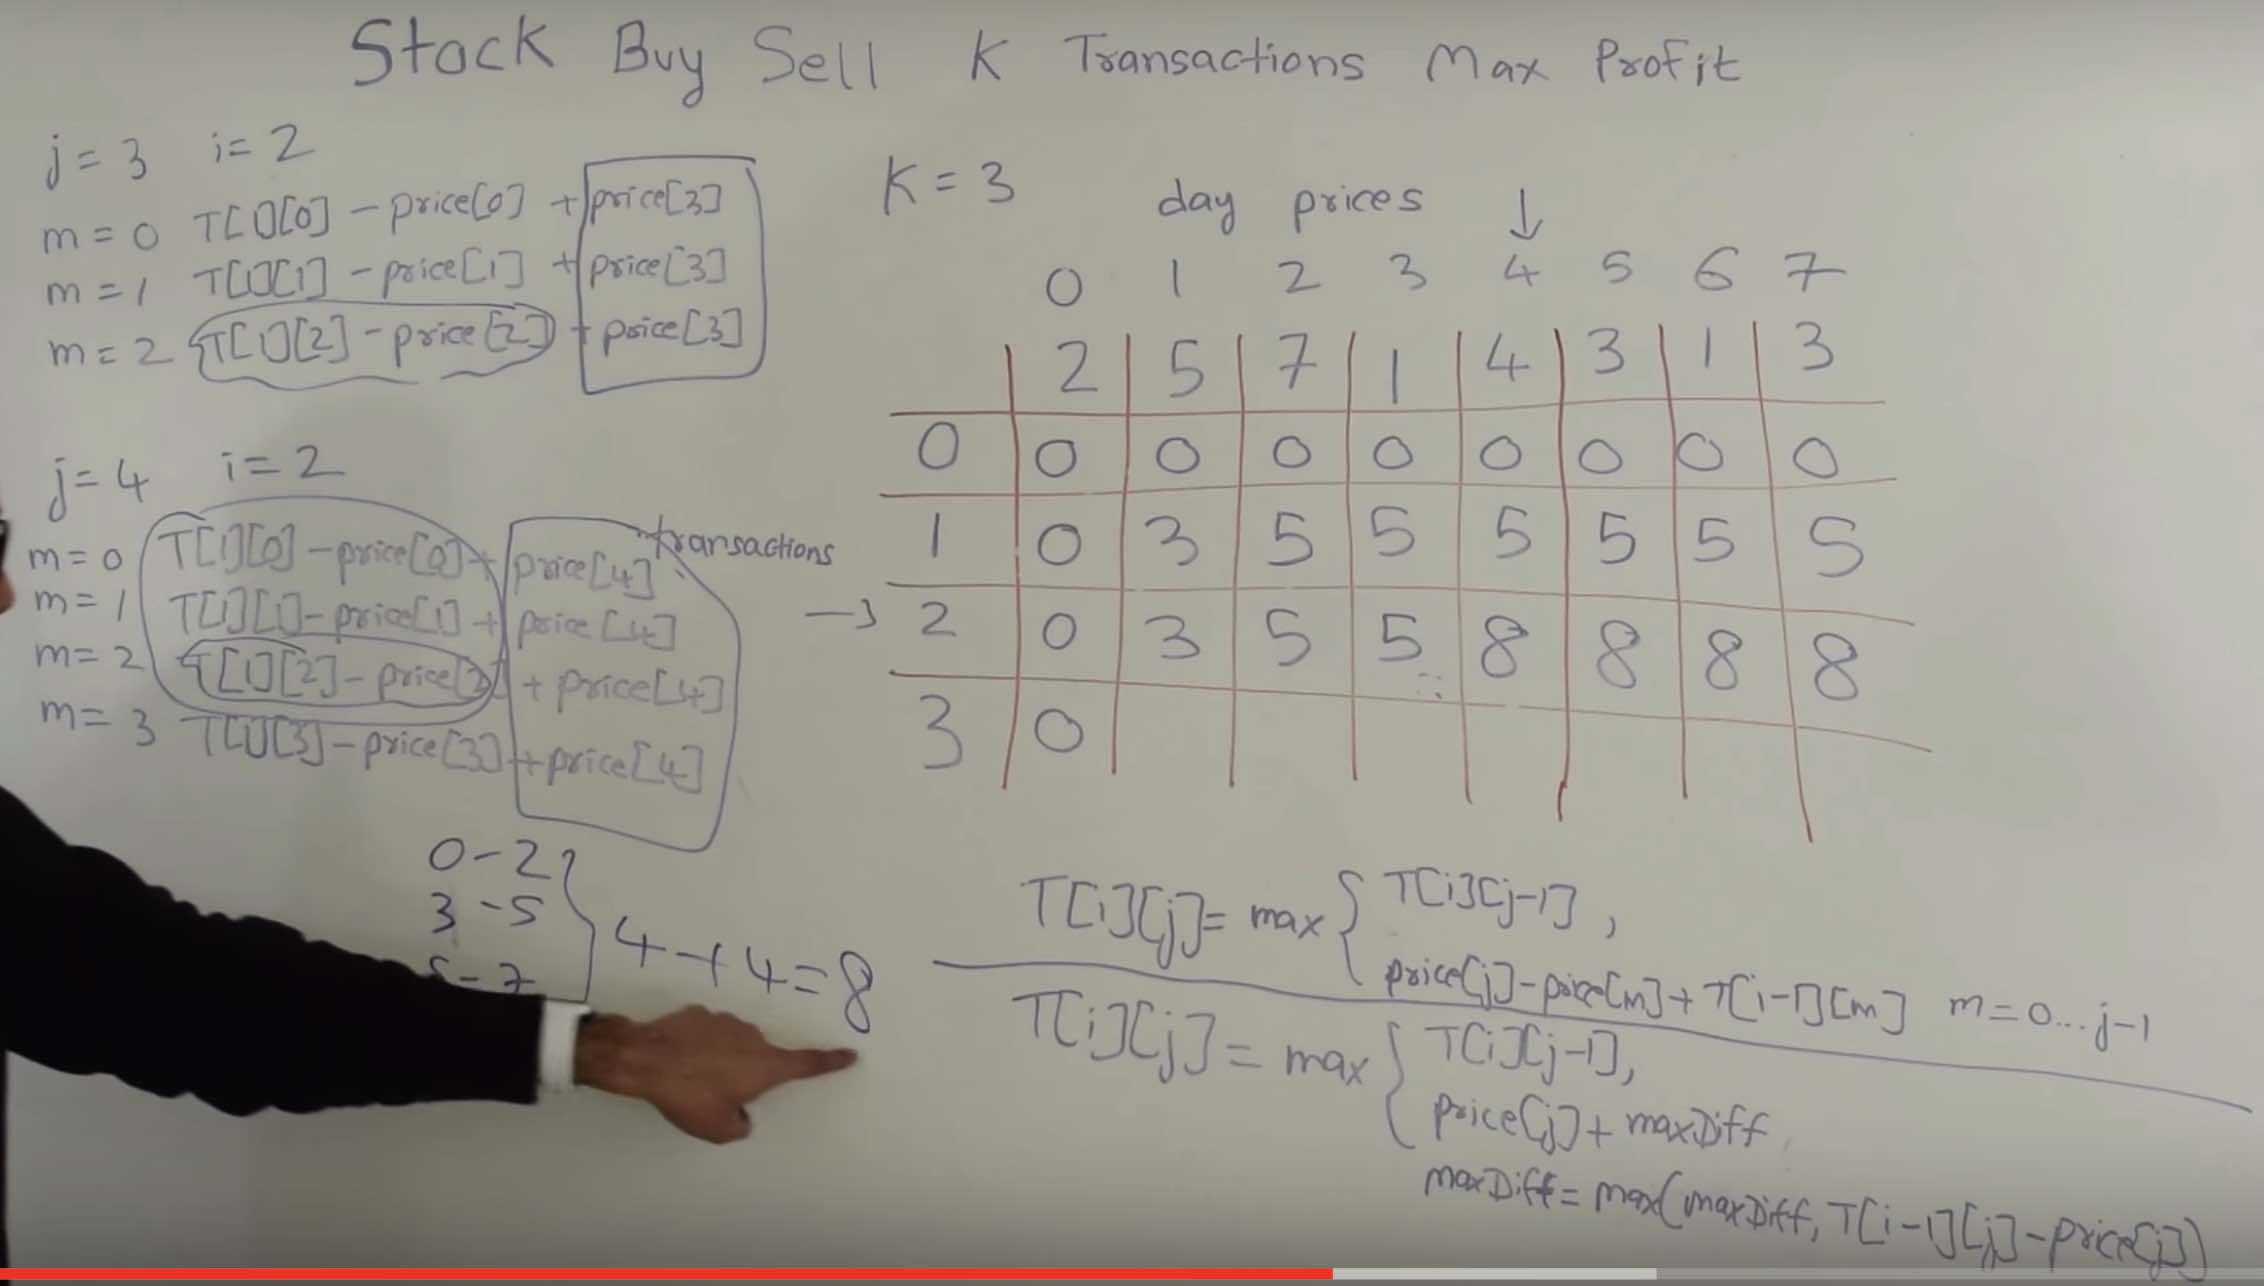 Stock Buy Sell K Transactions Max Profit
j = 3 i = 2
m = 0 T[1][0] - price[0] + price[3]
m = 1 T[1][1] - price[1] + price[3]
m = 2 T[1][2] - price[2] + price[3]
j = 4 i = 2
m = 0 T[1][0] - price[0] + price[4]
m = 1 T[1][1] - price[1] + price[4]
m = 2 T[1][2] - price[2] + price[4]
m = 3 T[1][3] - price[3] + price[4]
0 - 2
3 - 5
- 7
4 + 4 = 8
K = 3 day prices ↓
0 1 2 3 4 5 6 7
2 5 7 1 4 3 1 3
0 0 0 0 0 0 0 0 0
transactions
1 0 3 5 5 5 5 5 5
→ 2 0 3 5 5 8 8 8 8
3 0
T[i][j] = max { T[i][j-1],
price[j] - price[m] + T[i-1][m] m = 0... j-1
T[i][j] = max { T[i][j-1],
price[j] + maxDiff
maxDiff = max(maxDiff, T[i-1][j] - price[j])